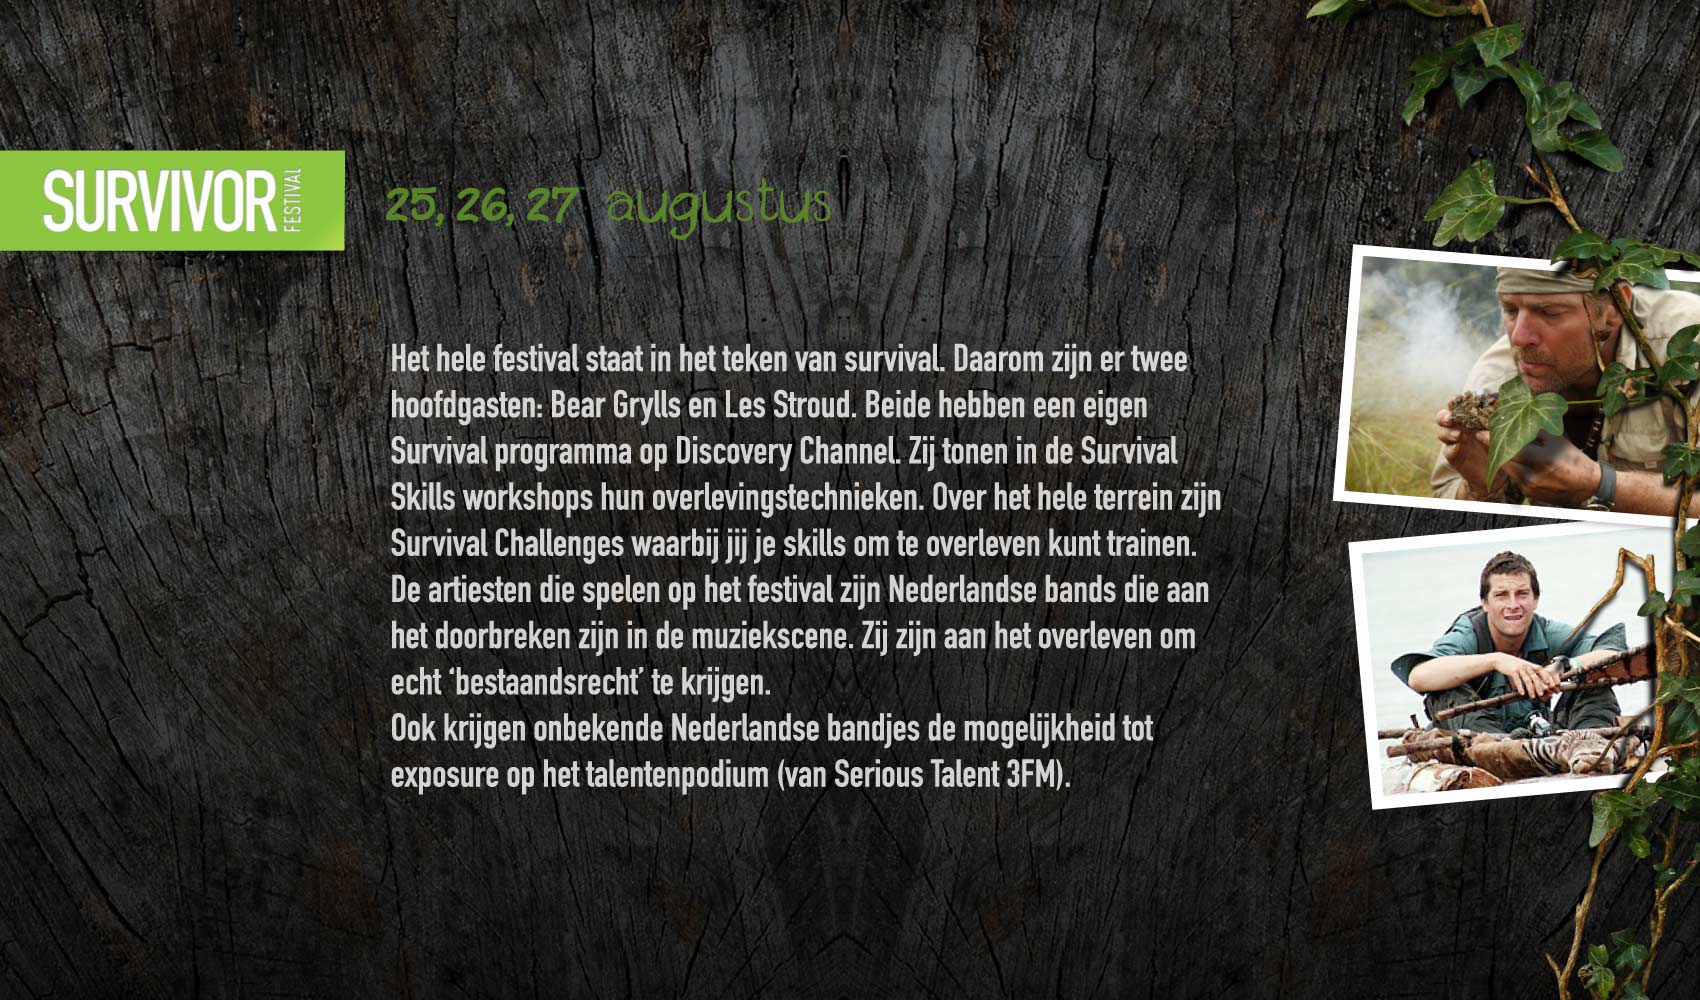 SURVIVOR FESTIVAL
25, 26, 27 augustus
Het hele festival staat in het teken van survival. Daarom zijn er twee
hoofdgasten: Bear Grylls en Les Stroud. Beide hebben een eigen
Survival programma op Discovery Channel. Zij tonen in de Survival
Skills workshops hun overlevingstechnieken. Over het hele terrein zijn
Survival Challenges waarbij jij je skills om te overleven kunt trainen.
De artiesten die spelen op het festival zijn Nederlandse bands die aan
het doorbreken zijn in de muziekscene. Zij zijn aan het overleven om
echt ‘bestaandsrecht’ te krijgen.
Ook krijgen onbekende Nederlandse bandjes de mogelijkheid tot
exposure op het talentenpodium (van Serious Talent 3FM).